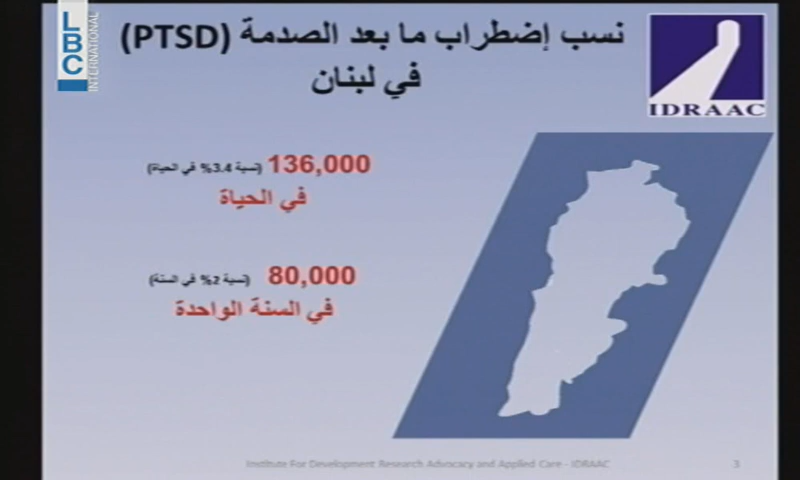 LBC
INTERNATIONAL
نسب إضطراب ما بعد الصدمة (PTSD)
في لبنان
IDRAAC
136,000 (نسبة 3.4% في الحياة)
في الحياة
80,000 (نسبة 2% في السنة)
في السنة الواحدة
Institute For Development Research Advocacy and Applied Care - IDRAAC
3